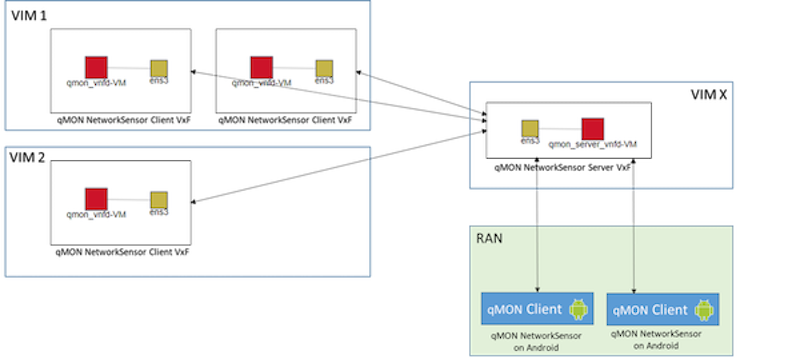 VIM 1
qmon_vnfd-VM
ens3
qMON NetworkSensor Client VxF
qmon_vnfd-VM
ens3
qMON NetworkSensor Client VxF
VIM 2
qmon_vnfd-VM
ens3
qMON NetworkSensor Client VxF
VIM X
ens3
qmon_server_vnfd-VM
qMON NetworkSensor Server VxF
RAN
qMON Client
qMON NetworkSensor
on Android
qMON Client
qMON NetworkSensor
on Android